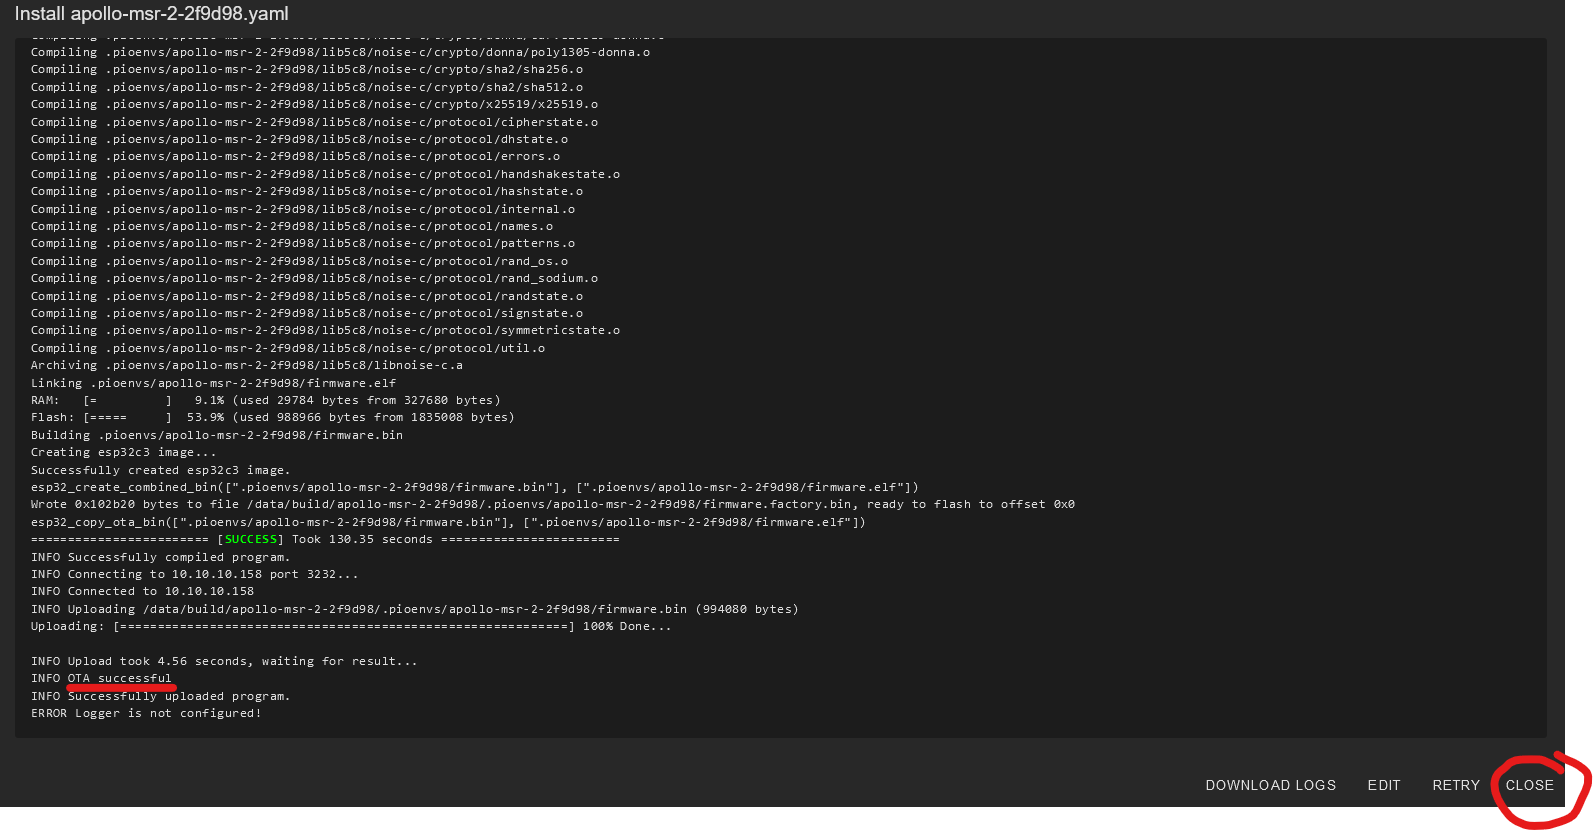 Install apollo-msr-2-2f9d98.yaml
Compiling .pioenvs/apollo-msr-2-2f9d98/lib5c8/noise-c/crypto/donna/poly1305-donna.o
Compiling .pioenvs/apollo-msr-2-2f9d98/lib5c8/noise-c/crypto/sha2/sha256.o
Compiling .pioenvs/apollo-msr-2-2f9d98/lib5c8/noise-c/crypto/sha2/sha512.o
Compiling .pioenvs/apollo-msr-2-2f9d98/lib5c8/noise-c/crypto/x25519/x25519.o
Compiling .pioenvs/apollo-msr-2-2f9d98/lib5c8/noise-c/protocol/cipherstate.o
Compiling .pioenvs/apollo-msr-2-2f9d98/lib5c8/noise-c/protocol/dhstate.o
Compiling .pioenvs/apollo-msr-2-2f9d98/lib5c8/noise-c/protocol/errors.o
Compiling .pioenvs/apollo-msr-2-2f9d98/lib5c8/noise-c/protocol/handshakestate.o
Compiling .pioenvs/apollo-msr-2-2f9d98/lib5c8/noise-c/protocol/hashstate.o
Compiling .pioenvs/apollo-msr-2-2f9d98/lib5c8/noise-c/protocol/internal.o
Compiling .pioenvs/apollo-msr-2-2f9d98/lib5c8/noise-c/protocol/names.o
Compiling .pioenvs/apollo-msr-2-2f9d98/lib5c8/noise-c/protocol/patterns.o
Compiling .pioenvs/apollo-msr-2-2f9d98/lib5c8/noise-c/protocol/rand_os.o
Compiling .pioenvs/apollo-msr-2-2f9d98/lib5c8/noise-c/protocol/rand_sodium.o
Compiling .pioenvs/apollo-msr-2-2f9d98/lib5c8/noise-c/protocol/randstate.o
Compiling .pioenvs/apollo-msr-2-2f9d98/lib5c8/noise-c/protocol/signstate.o
Compiling .pioenvs/apollo-msr-2-2f9d98/lib5c8/noise-c/protocol/symmetricstate.o
Compiling .pioenvs/apollo-msr-2-2f9d98/lib5c8/noise-c/protocol/util.o
Archiving .pioenvs/apollo-msr-2-2f9d98/lib5c8/libnoise-c.a
Linking .pioenvs/apollo-msr-2-2f9d98/firmware.elf
RAM:   [=         ]   9.1% (used 29784 bytes from 327680 bytes)
Flash: [=====     ]  53.9% (used 988966 bytes from 1835008 bytes)
Building .pioenvs/apollo-msr-2-2f9d98/firmware.bin
Creating esp32c3 image...
Successfully created esp32c3 image.
esp32_create_combined_bin([".pioenvs/apollo-msr-2-2f9d98/firmware.bin"], [".pioenvs/apollo-msr-2-2f9d98/firmware.elf"])
Wrote 0x102b20 bytes to file /data/build/apollo-msr-2-2f9d98/.pioenvs/apollo-msr-2-2f9d98/firmware.factory.bin, ready to flash to offset 0x0
esp32_copy_ota_bin([".pioenvs/apollo-msr-2-2f9d98/firmware.bin"], [".pioenvs/apollo-msr-2-2f9d98/firmware.elf"])
======================== [SUCCESS] Took 130.35 seconds ========================
INFO Successfully compiled program.
INFO Connecting to 10.10.10.158 port 3232...
INFO Connected to 10.10.10.158
INFO Uploading /data/build/apollo-msr-2-2f9d98/.pioenvs/apollo-msr-2-2f9d98/firmware.bin (994080 bytes)
Uploading: [============================================================] 100% Done...
INFO Upload took 4.56 seconds, waiting for result...
INFO OTA successful
INFO Successfully uploaded program.
ERROR Logger is not configured!
DOWNLOAD LOGS EDIT RETRY CLOSE